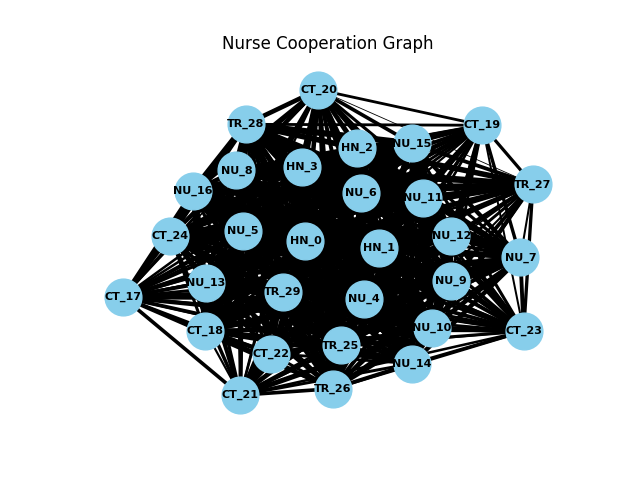 Nurse Cooperation Graph
CT_20
TR_28
CT_19
HN_2
NU_15
HN_3
NU_8
TR_27
NU_16
NU_6
NU_11
NU_5
CT_24
NU_12
HN_0
HN_1
NU_7
NU_13
NU_9
TR_29
CT_17
NU_4
NU_10
CT_18
CT_23
TR_25
CT_22
NU_14
TR_26
CT_21